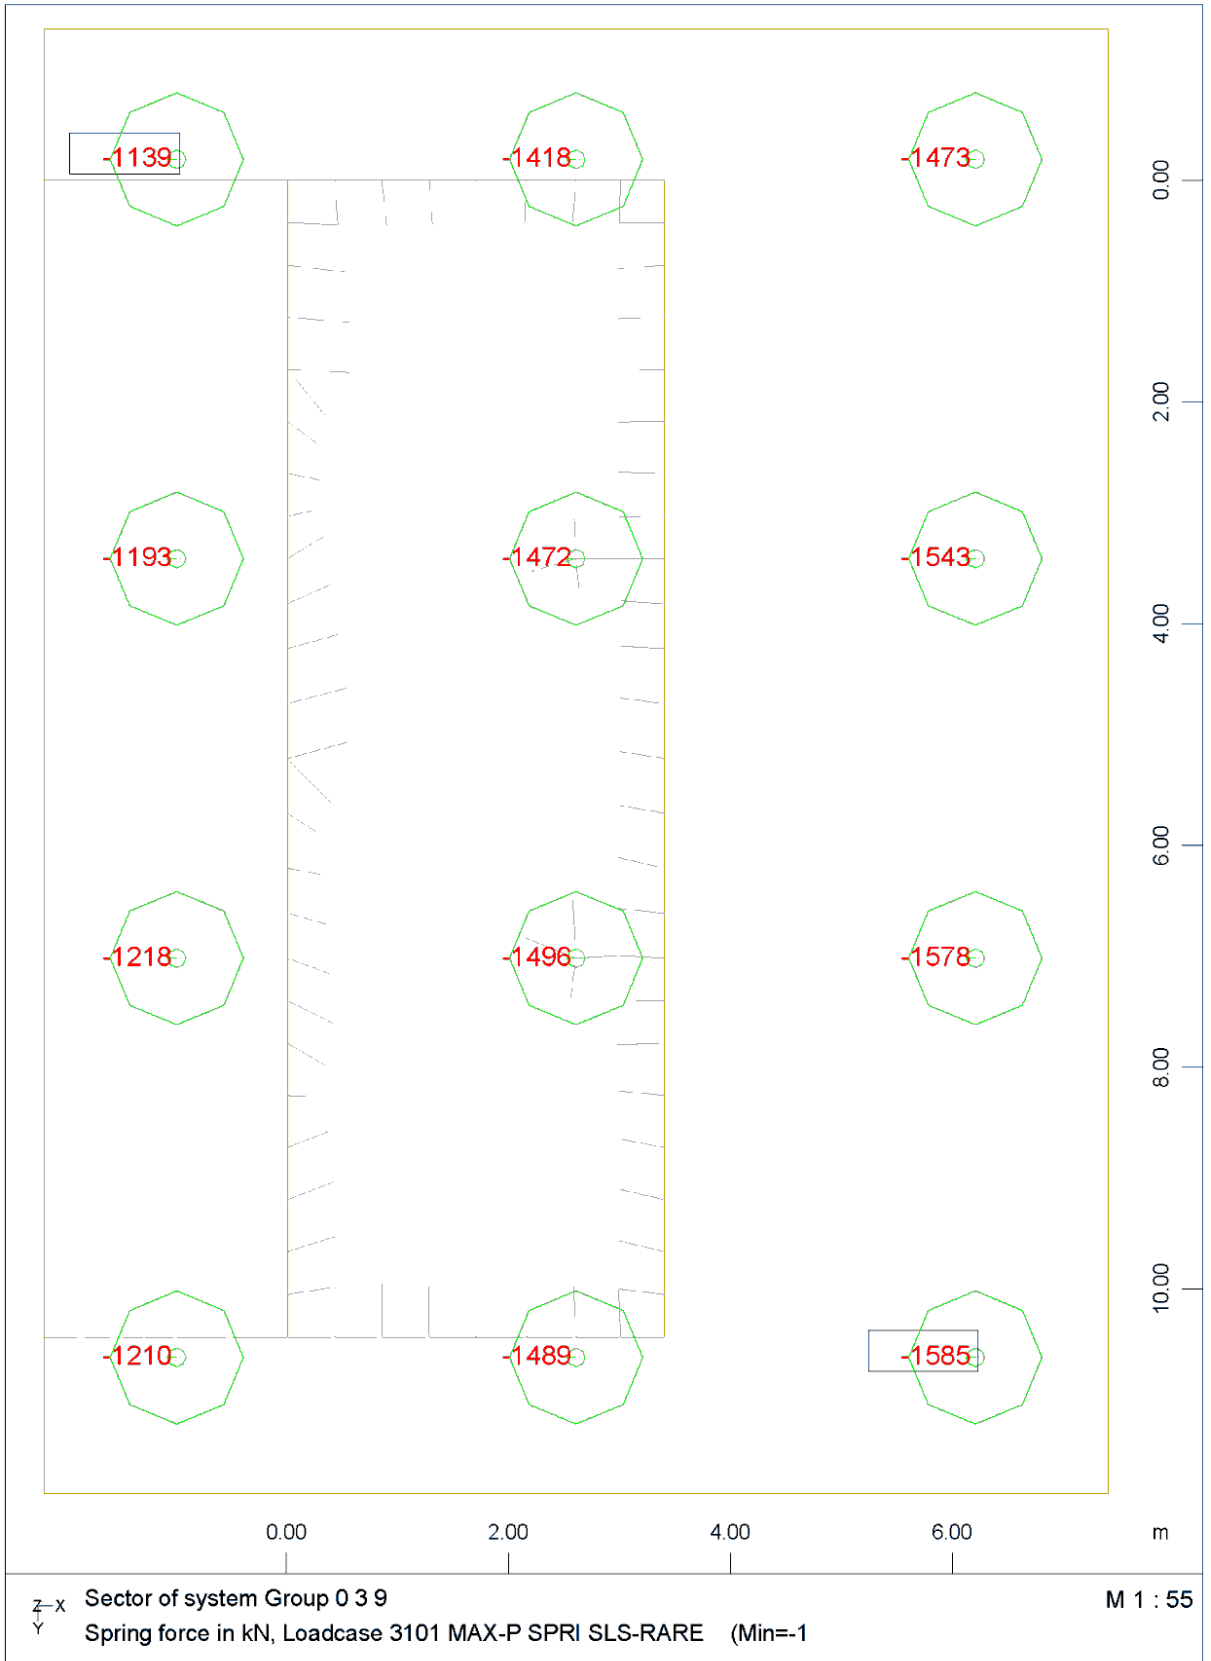 -1139 -1418 -1473
0.00
2.00
-1193 -1472 -1543
4.00
6.00
-1218 -1496 -1578
8.00
10.00
-1210 -1489 -1585
0.00 2.00 4.00 6.00 m
Z X Sector of system Group 0 3 9 M 1 : 55
Y Spring force in kN, Loadcase 3101 MAX-P SPRI SLS-RARE (Min=-1